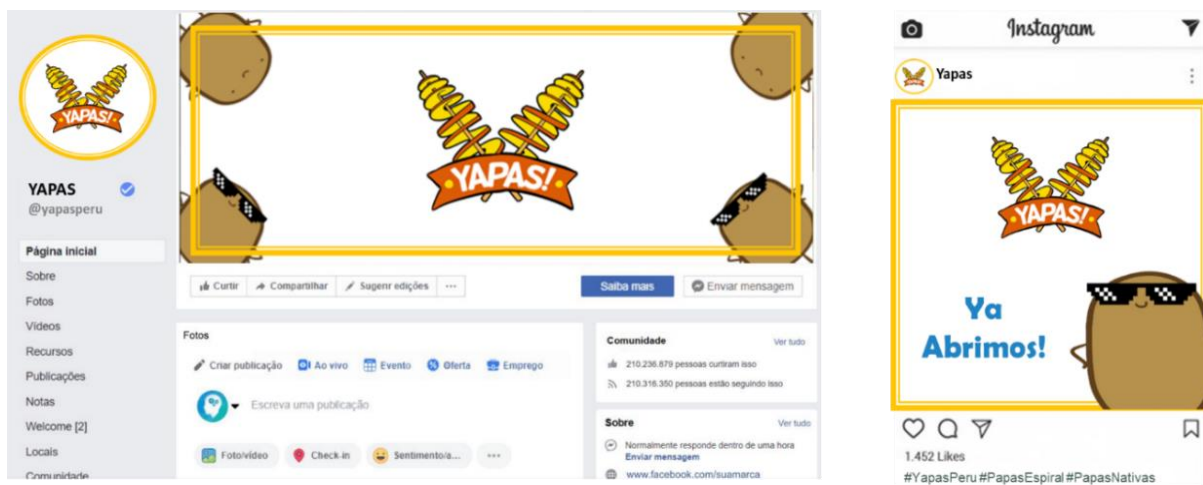 YAPAS!
YAPAS
@yapasperu
Página inicial
Sobre
Fotos
Vídeos
Recursos
Publicações
Notas
Welcome [2]
Locais
Comunidade
YAPAS!
Curtir
Compartilhar
Sugerir edições
Saiba mais
Enviar mensagem
Fotos
Criar publicação
Ao vivo
Evento
Oferta
Emprego
Escreva uma publicação
Foto/vídeo
Check-in
Sentimento/a...
Comunidade
Ver tudo
210.236.879 pessoas curtiram isso
210.316.350 pessoas estão seguindo isso
Sobre
Ver tudo
Normalmente responde dentro de uma hora
Enviar mensagem
www.facebook.com/suamarca
Instagram
Yapas
YAPAS!
Ya
Abrimos!
1.452 Likes
#YapasPeru #PapasEspiral #PapasNativas